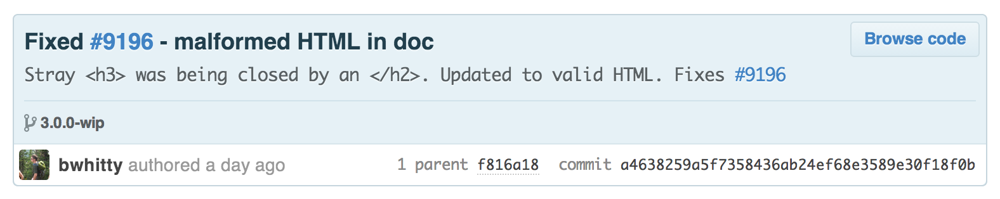 Fixed #9196 - malformed HTML in doc
Browse code
Stray <h3> was being closed by an </h2>. Updated to valid HTML. Fixes #9196
3.0.0-wip
bwhitty authored a day ago
1 parent f816a18 commit a4638259a5f7358436ab24ef68e3589e30f18f0b